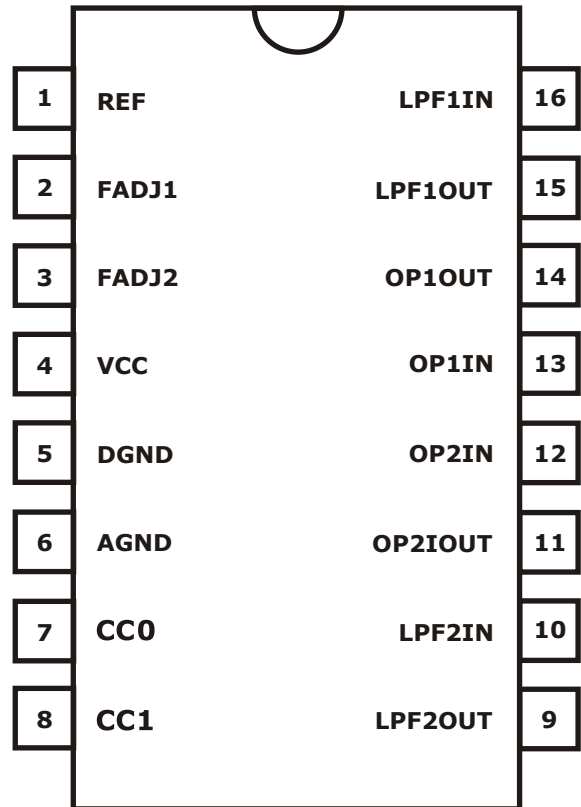 1 REF LPF1IN 16
2 FADJ1 LPF1OUT 15
3 FADJ2 OP1OUT 14
4 VCC OP1IN 13
5 DGND OP2IN 12
6 AGND OP2IOUT 11
7 CC0 LPF2IN 10
8 CC1 LPF2OUT 9